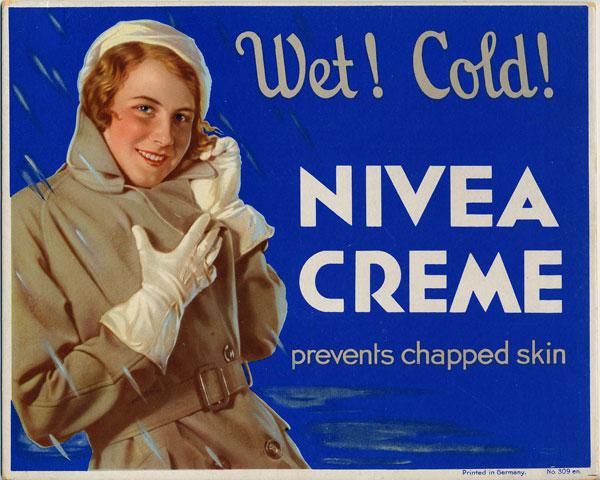 Wet! Cold!
NIVEA
CREME
prevents chapped skin
Printed in Germany. No. 309 en.